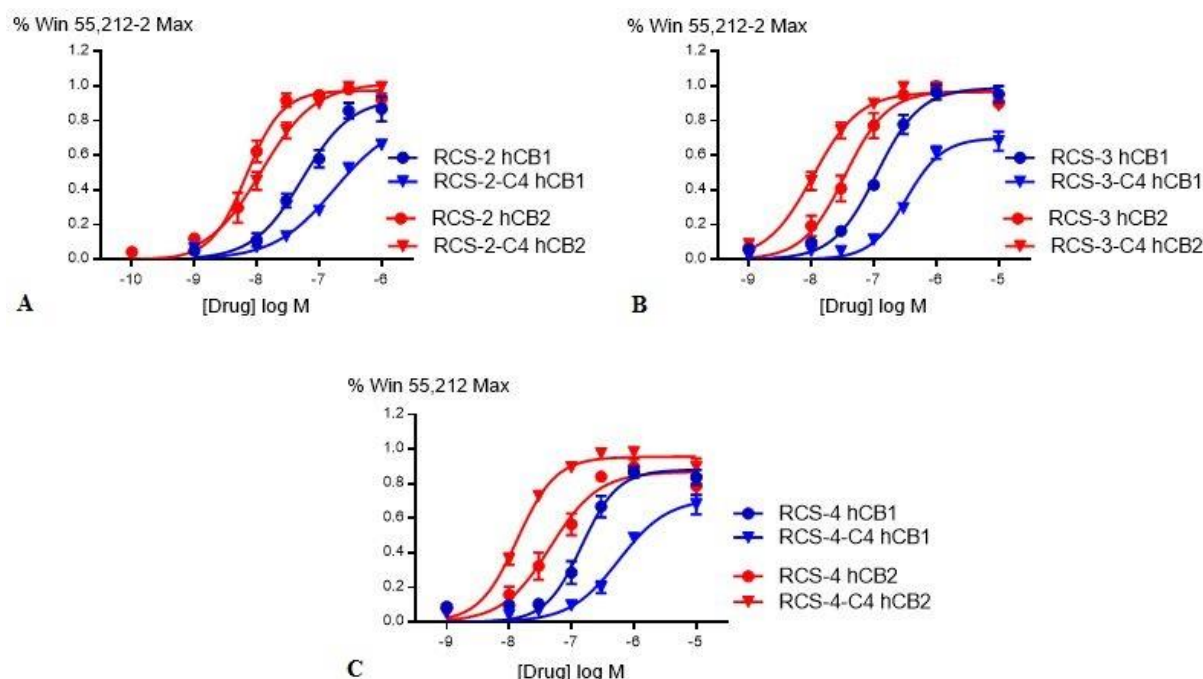 % Win 55,212-2 Max
1.2
1.0
0.8
0.6
0.4
0.2
0.0
-10
-9
-8
-7
-6
[Drug] log M
RCS-2 hCB1
RCS-2-C4 hCB1
RCS-2 hCB2
RCS-2-C4 hCB2
A
% Win 55,212-2 Max
1.2
1.0
0.8
0.6
0.4
0.2
0.0
-9
-8
-7
-6
-5
[Drug] log M
RCS-3 hCB1
RCS-3-C4 hCB1
RCS-3 hCB2
RCS-3-C4 hCB2
B
% Win 55,212 Max
1.2
1.0
0.8
0.6
0.4
0.2
0.0
-9
-8
-7
-6
-5
[Drug] log M
RCS-4 hCB1
RCS-4-C4 hCB1
RCS-4 hCB2
RCS-4-C4 hCB2
C